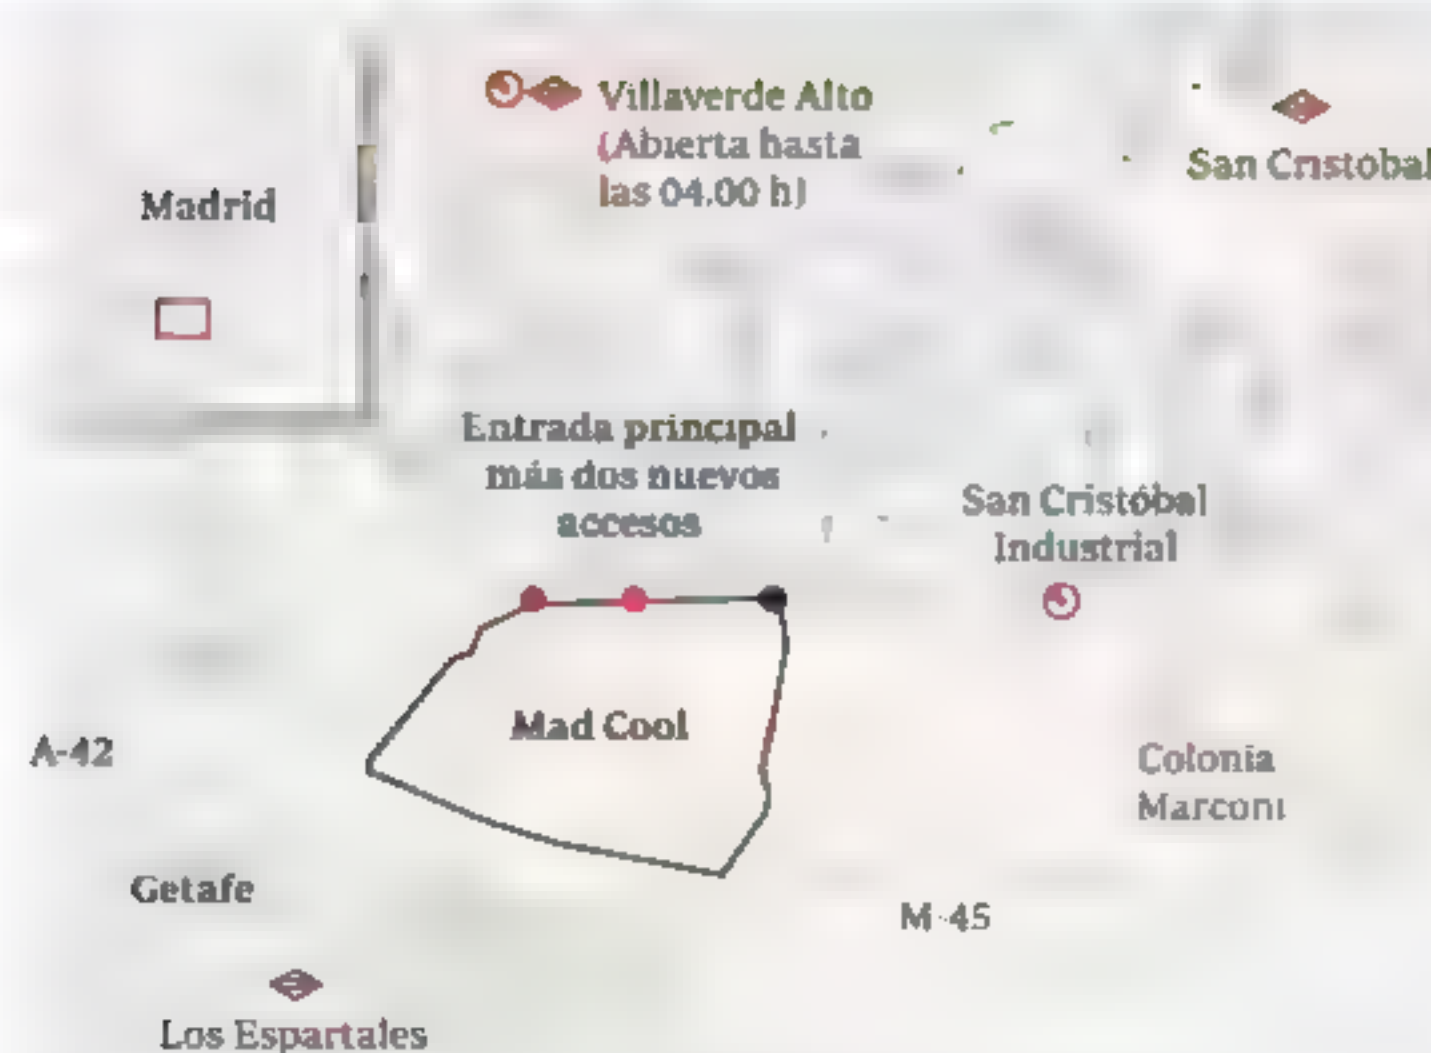 Villaverde Alto
(Abierta hasta
las 04.00 h)
San Cristobal
Madrid
Entrada principal
más dos nuevos
accesos
San Cristóbal
Industrial
Mad Cool
A-42
Colonia
Marconi
Getafe
M-45
Los Espartales